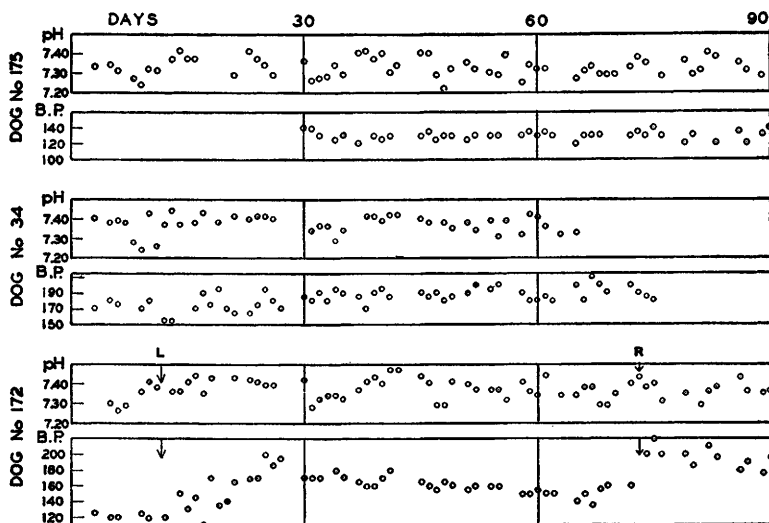 DAYS 30 60 90
DOG No 175
pH
7.40
7.30
7.20
B.P.
140
120
100
DOG No 34
pH
7.40
7.30
7.20
B.P.
190
170
150
L R
DOG No 172
pH
7.40
7.30
7.20
B.P.
200
180
160
140
120